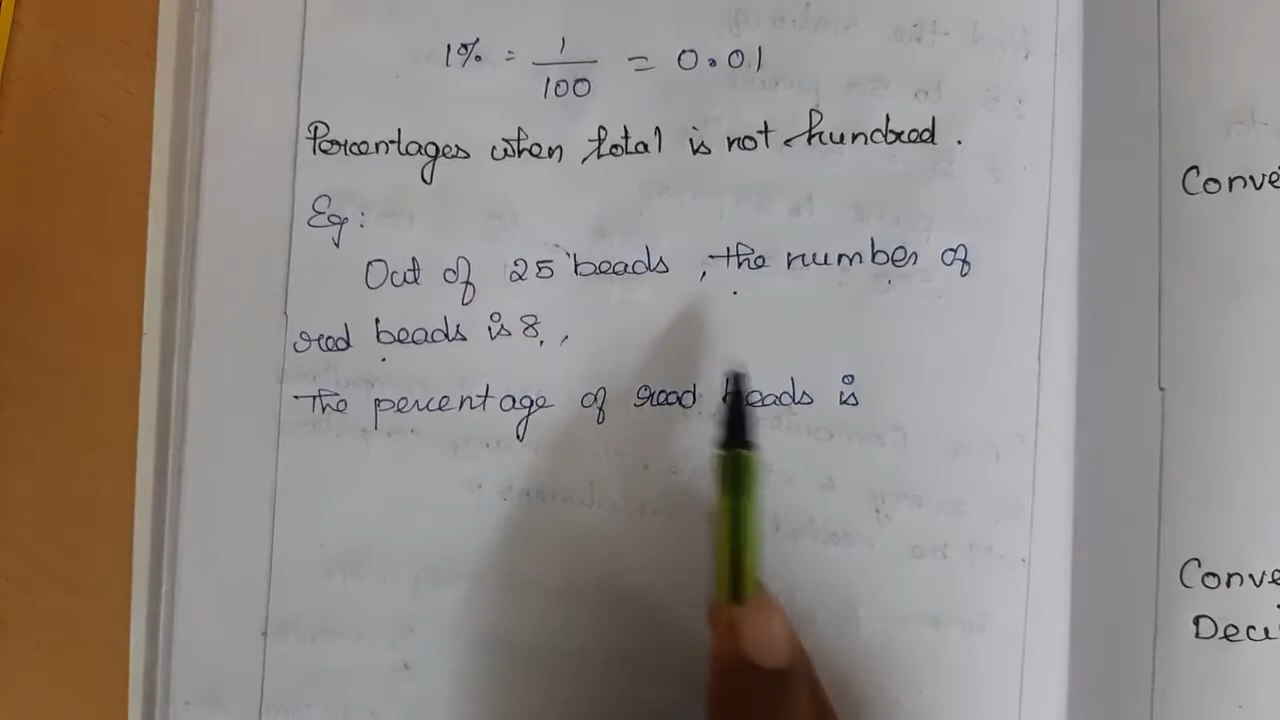 1% = 1/100 = 0.01
Percentages when total is not hundred.
Eg:
Out of 25 beads, the number of
red beads is 8,
The percentage of red beads is
Conve
Conve
Deci